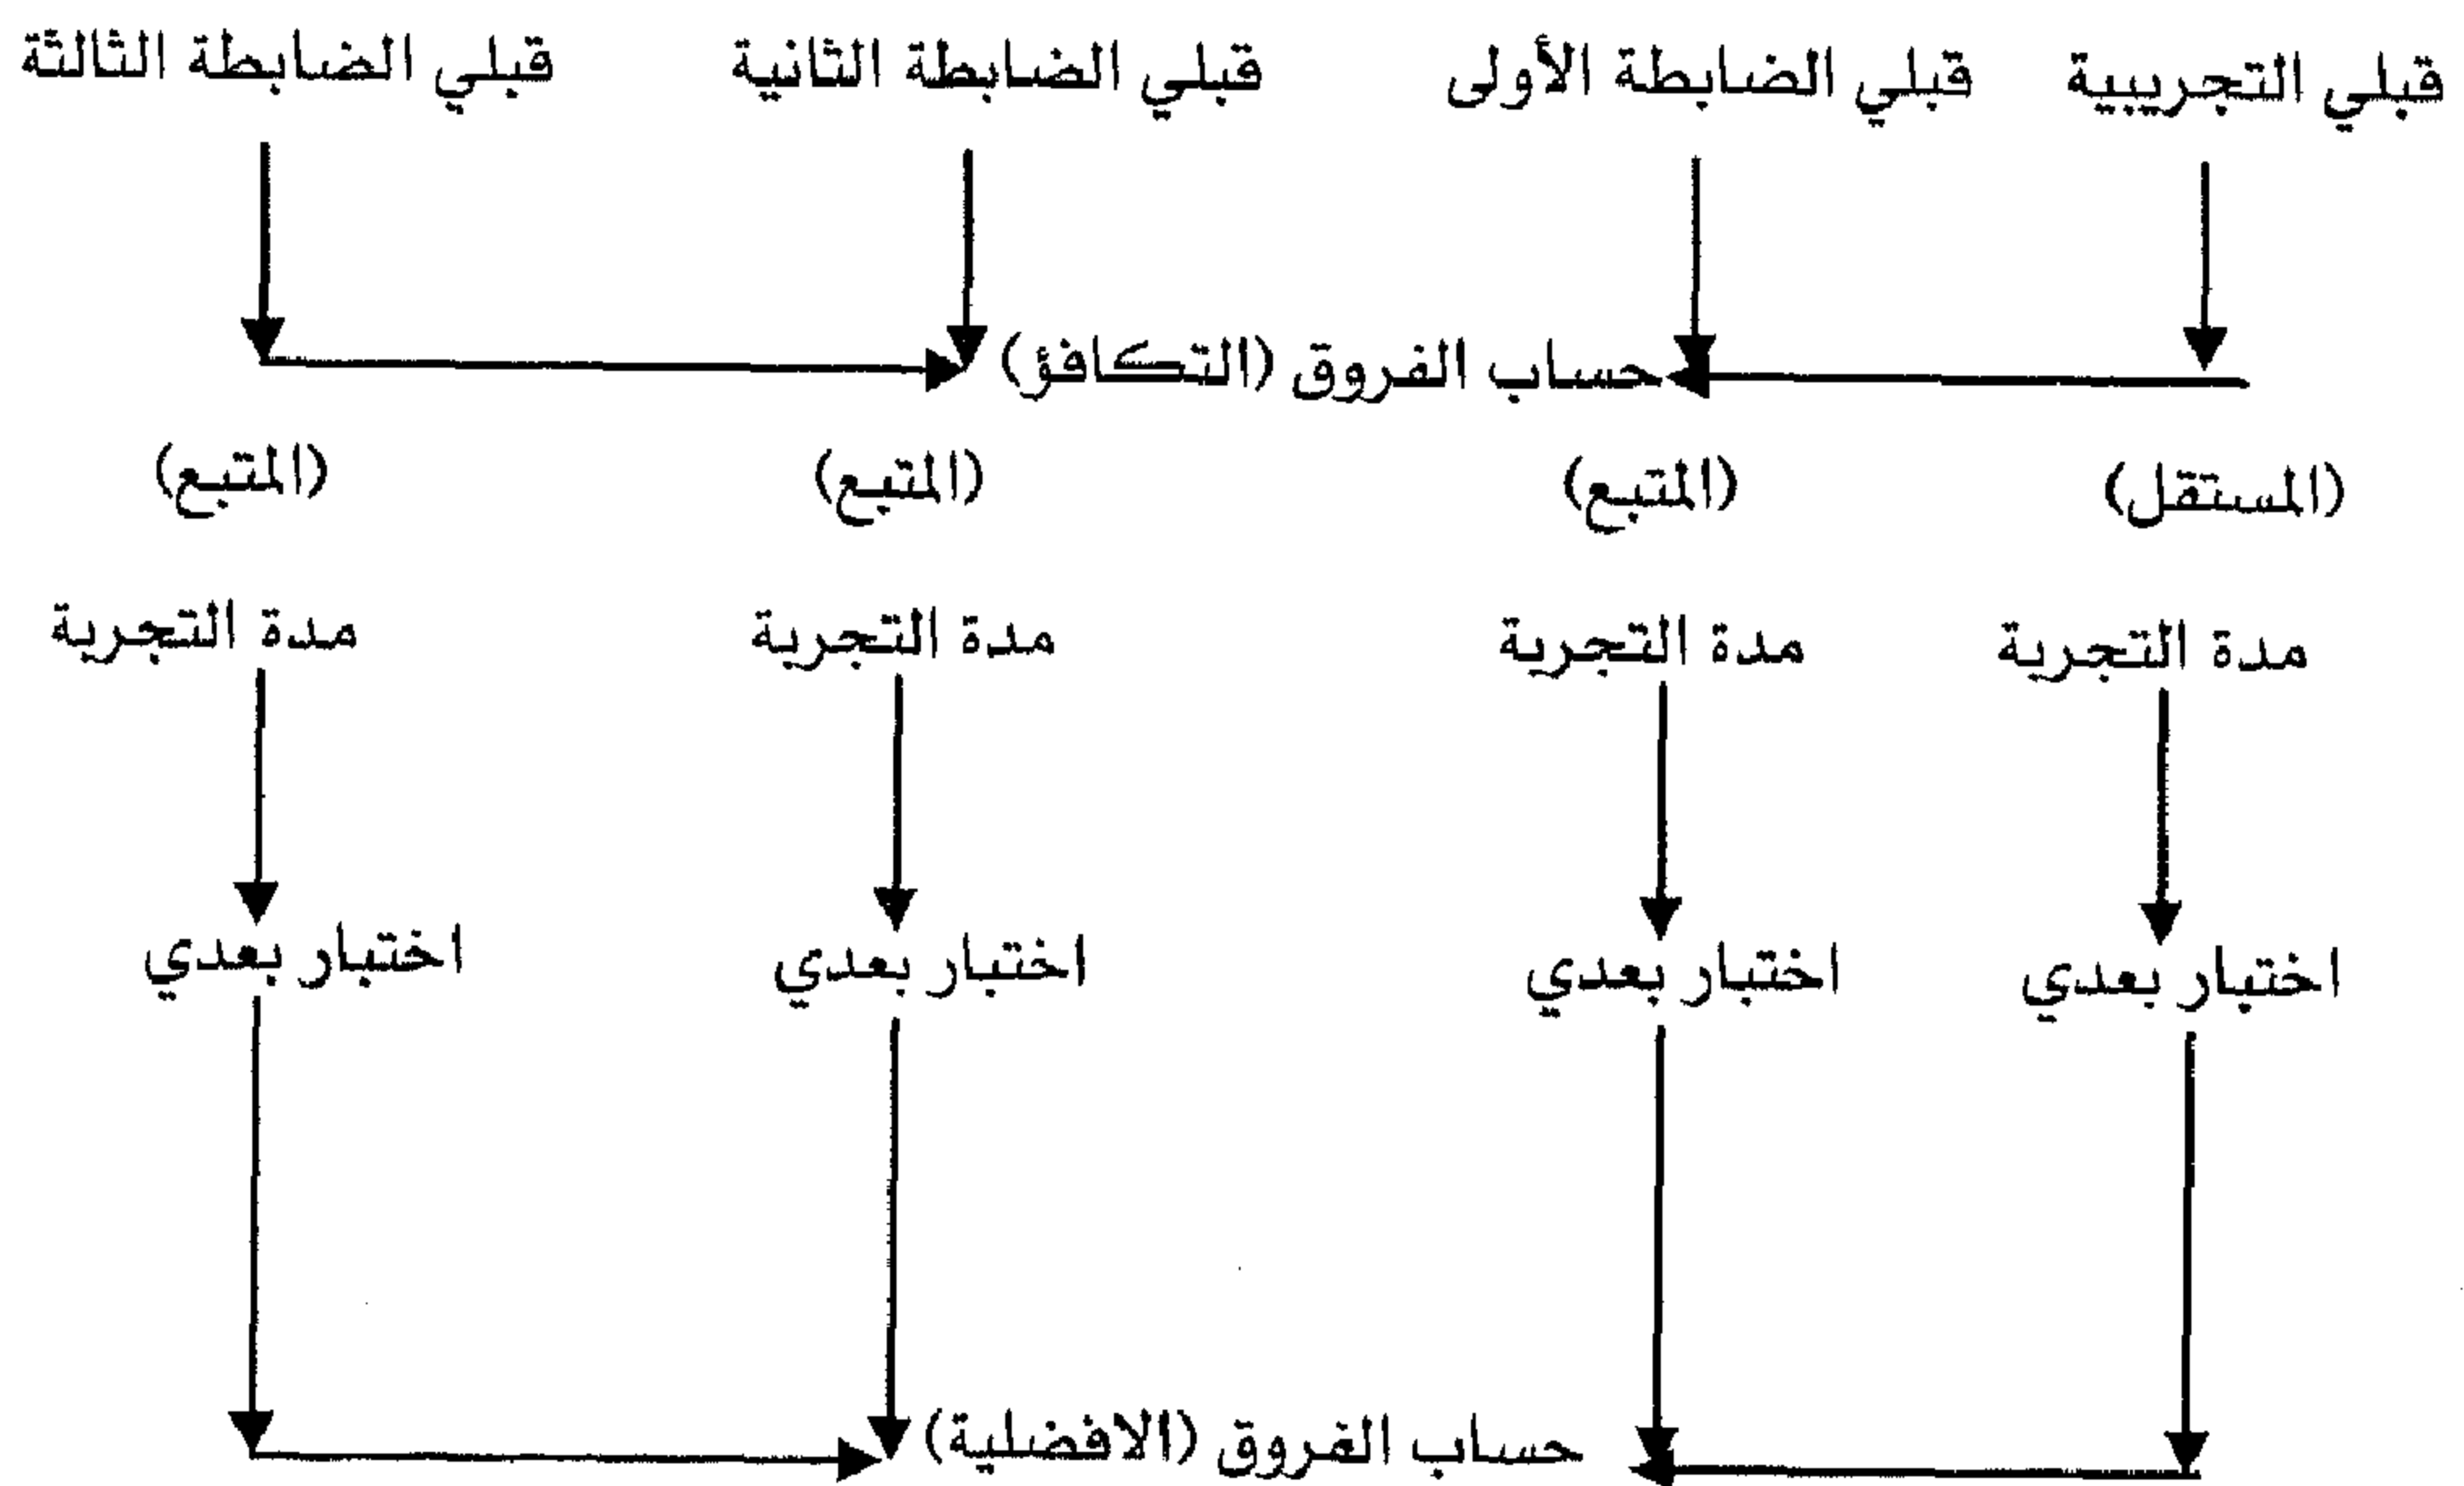 قبلي التجريبية قبلي الضابطة الأولى قبلي الضابطة الثانية قبلي الضابطة الثالثة
حساب الفروق (التكافؤ)
(المستقل) (المتبع) (المتبع) (المتبع)
مدة التجربة مدة التجربة مدة التجربة مدة التجربة
اختبار بعدي اختبار بعدي اختبار بعدي اختبار بعدي
حساب الفروق (الافضلية)